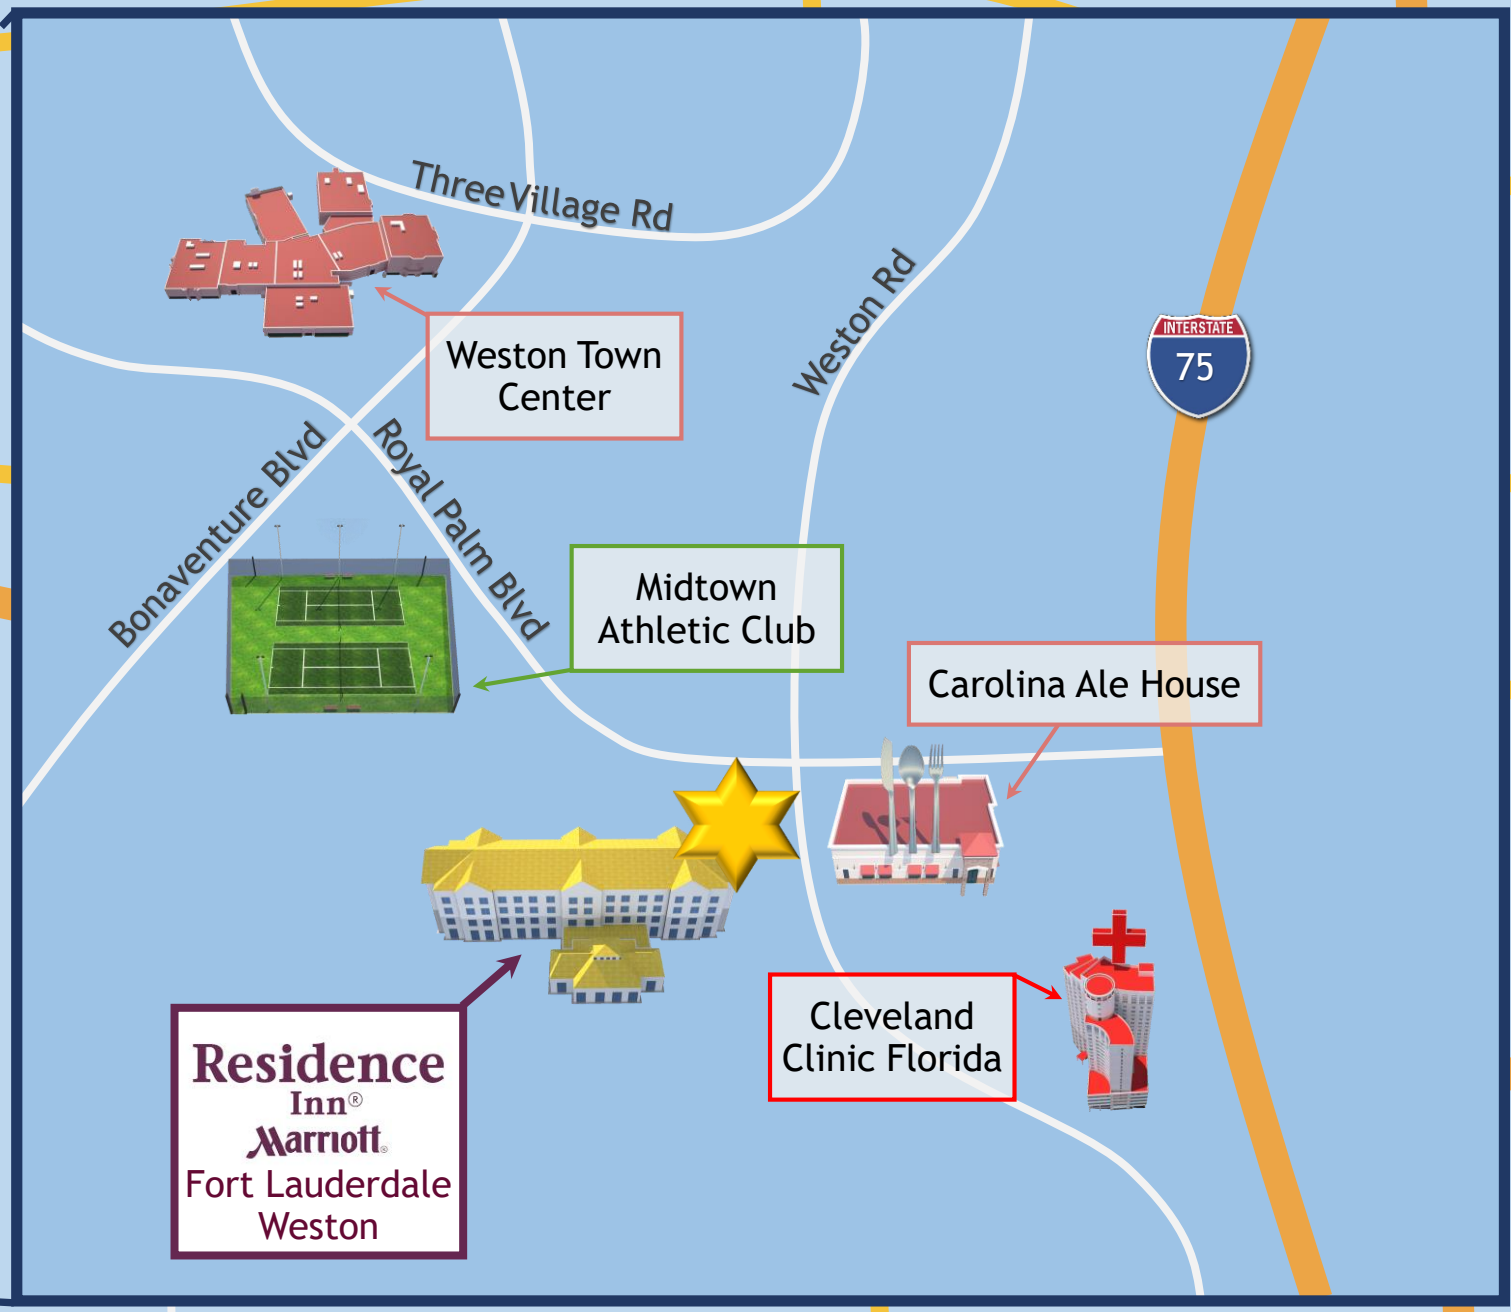 Three Village Rd
Weston Rd
INTERSTATE
75
Weston Town
Center
Bonaventure Blvd
Royal Palm Blvd
Midtown
Athletic Club
Carolina Ale House
Cleveland
Clinic Florida
Residence
Inn®
Marriott®
Fort Lauderdale
Weston